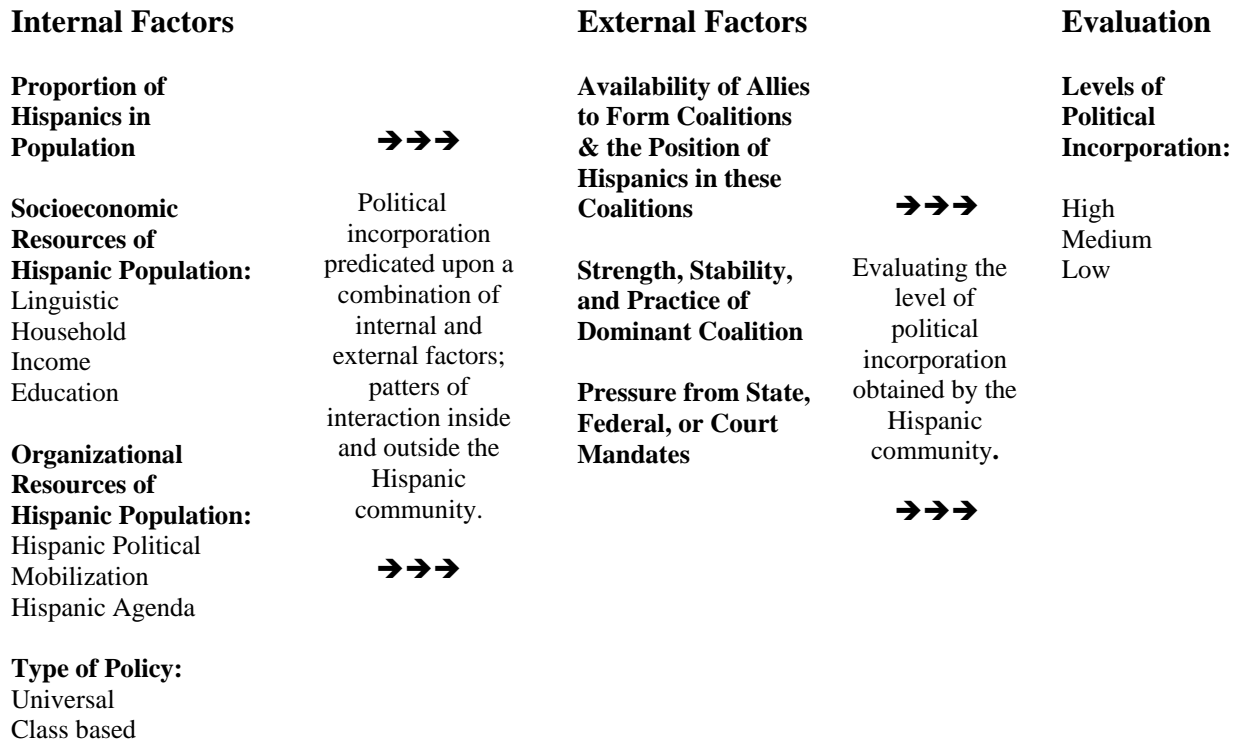 Internal Factors
Proportion of
Hispanics in
Population
Socioeconomic
Resources of
Hispanic Population:
Linguistic
Household
Income
Education
Organizational
Resources of
Hispanic Population:
Hispanic Political
Mobilization
Hispanic Agenda
Type of Policy:
Universal
Class based
➔➔➔
Political
incorporation
predicated upon a
combination of
internal and
external factors;
patters of
interaction inside
and outside the
Hispanic
community.
➔➔➔
External Factors
Availability of Allies
to Form Coalitions
& the Position of
Hispanics in these
Coalitions
Strength, Stability,
and Practice of
Dominant Coalition
Pressure from State,
Federal, or Court
Mandates
➔➔➔
Evaluating the
level of
political
incorporation
obtained by the
Hispanic
community.
➔➔➔
Evaluation
Levels of
Political
Incorporation:
High
Medium
Low